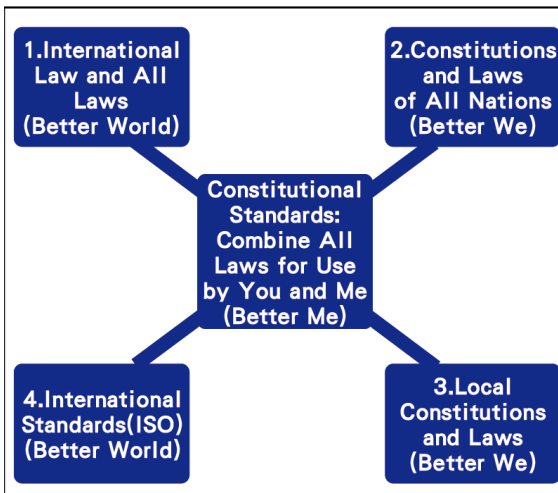 1.International
Law and All
Laws
(Better World)
2.Constitutions
and Laws
of All Nations
(Better We)
Constitutional
Standards:
Combine All
Laws for Use
by You and Me
(Better Me)
4.International
Standards(ISO)
(Better World)
3.Local
Constitutions
and Laws
(Better We)